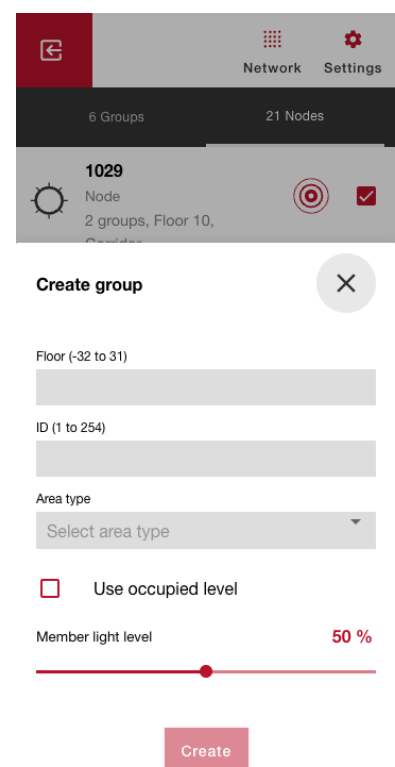 Network Settings
6 Groups 21 Nodes
1029
Node
2 groups, Floor 10,
Corridor
Create group
Floor (-32 to 31)
ID (1 to 254)
Area type
Select area type
Use occupied level
Member light level 50 %
Create